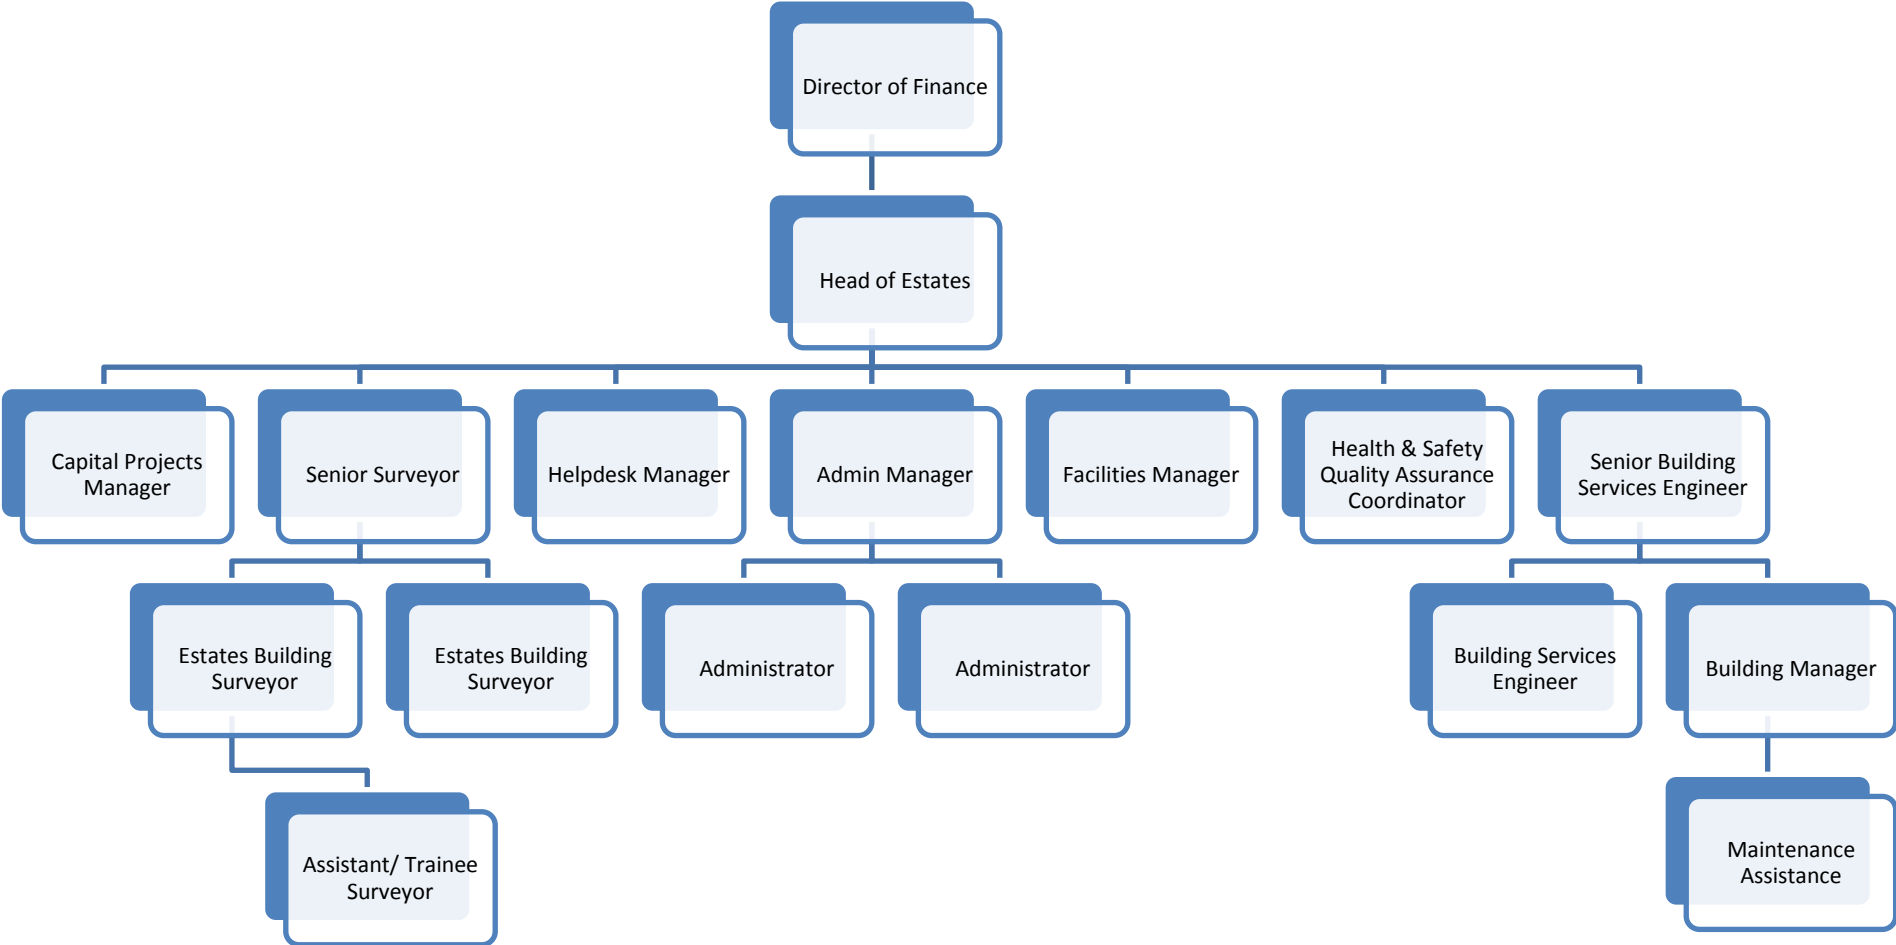 Director of Finance
Head of Estates
Capital Projects
Manager
Senior Surveyor
Helpdesk Manager
Admin Manager
Facilities Manager
Health & Safety
Quality Assurance
Coordinator
Senior Building
Services Engineer
Estates Building
Surveyor
Estates Building
Surveyor
Administrator
Administrator
Building Services
Engineer
Building Manager
Assistant/ Trainee
Surveyor
Maintenance
Assistance